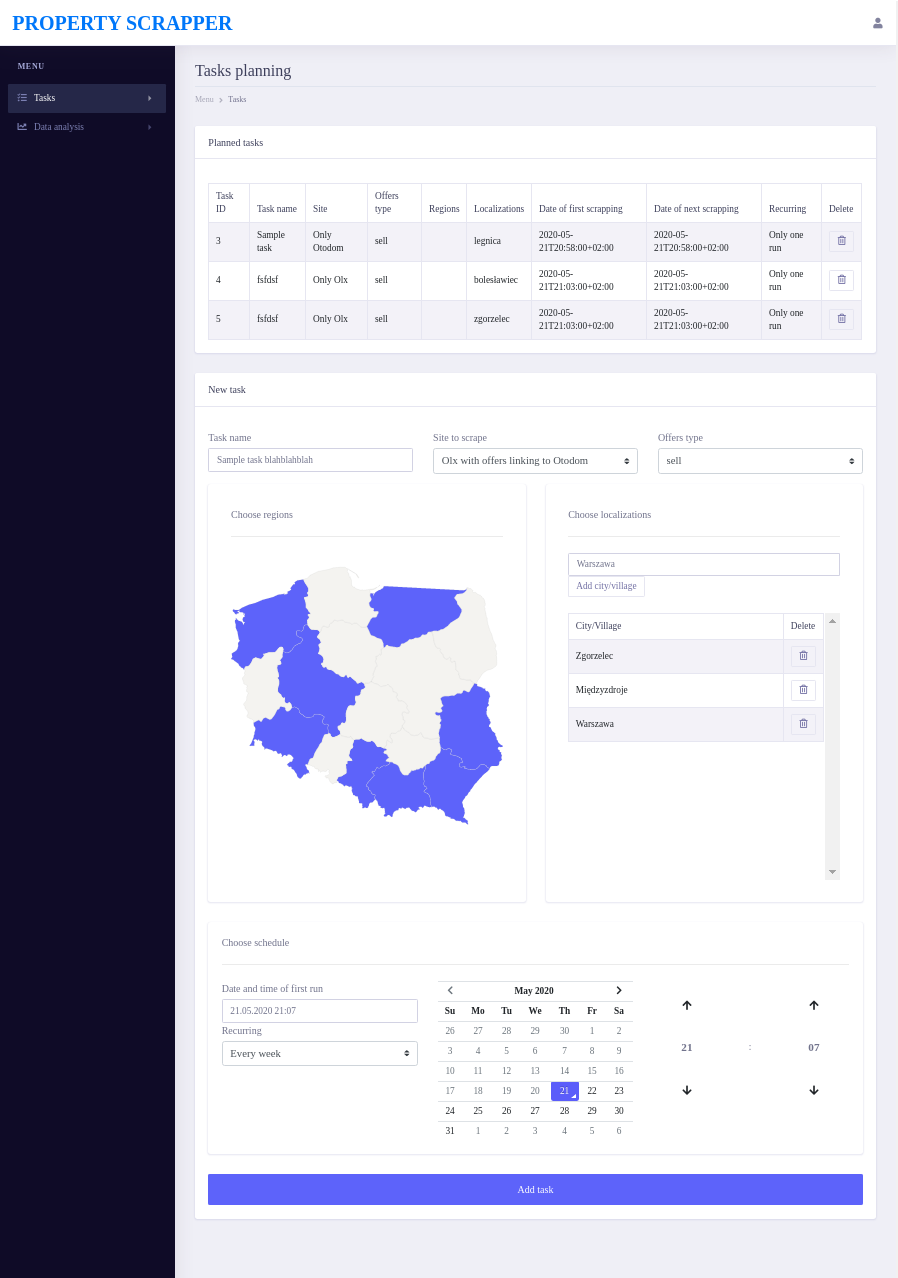 PROPERTY SCRAPPER
MENU
Tasks
Data analysis
Tasks planning
Menu > Tasks
Planned tasks
Task ID Task name Site Offers type Regions Localizations Date of first scrapping Date of next scrapping Recurring Delete
3 Sample task Only Otodom sell legnica 2020-05-21T20:58:00+02:00 2020-05-21T20:58:00+02:00 Only one run
4 fsfdsf Only Olx sell bolesławiec 2020-05-21T21:03:00+02:00 2020-05-21T21:03:00+02:00 Only one run
5 fsfdsf Only Olx sell zgorzelec 2020-05-21T21:03:00+02:00 2020-05-21T21:03:00+02:00 Only one run
New task
Task name Site to scrape Offers type
Sample task blahblahblah Olx with offers linking to Otodom sell
Choose regions
Choose localizations
Warszawa
Add city/village
City/Village Delete
Zgorzelec
Międzyzdroje
Warszawa
Choose schedule
Date and time of first run
21.05.2020 21:07
Recurring
Every week
May 2020
Su Mo Tu We Th Fr Sa
26 27 28 29 30 1 2
3 4 5 6 7 8 9
10 11 12 13 14 15 16
17 18 19 20 21 22 23
24 25 26 27 28 29 30
31 1 2 3 4 5 6
21 : 07
Add task